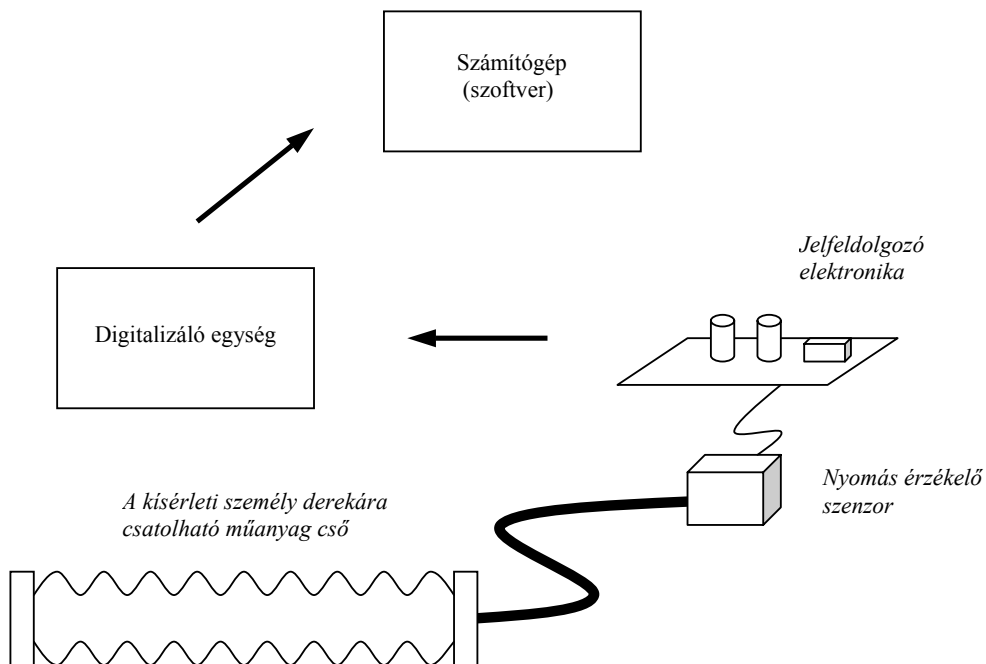 Számítógép
(szoftver)
Jelfeldolgozó
elektronika
Digitalizáló egység
Nyomás érzékelő
szenzor
A kísérleti személy derekára
csatolható műanyag cső